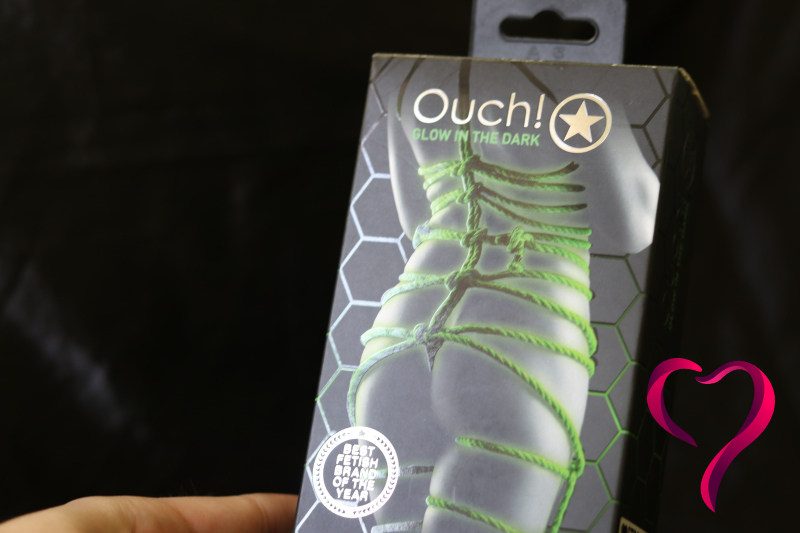 Ouch!
GLOW IN THE DARK
BEST
FETISH
BRAND
OF THE
YEAR